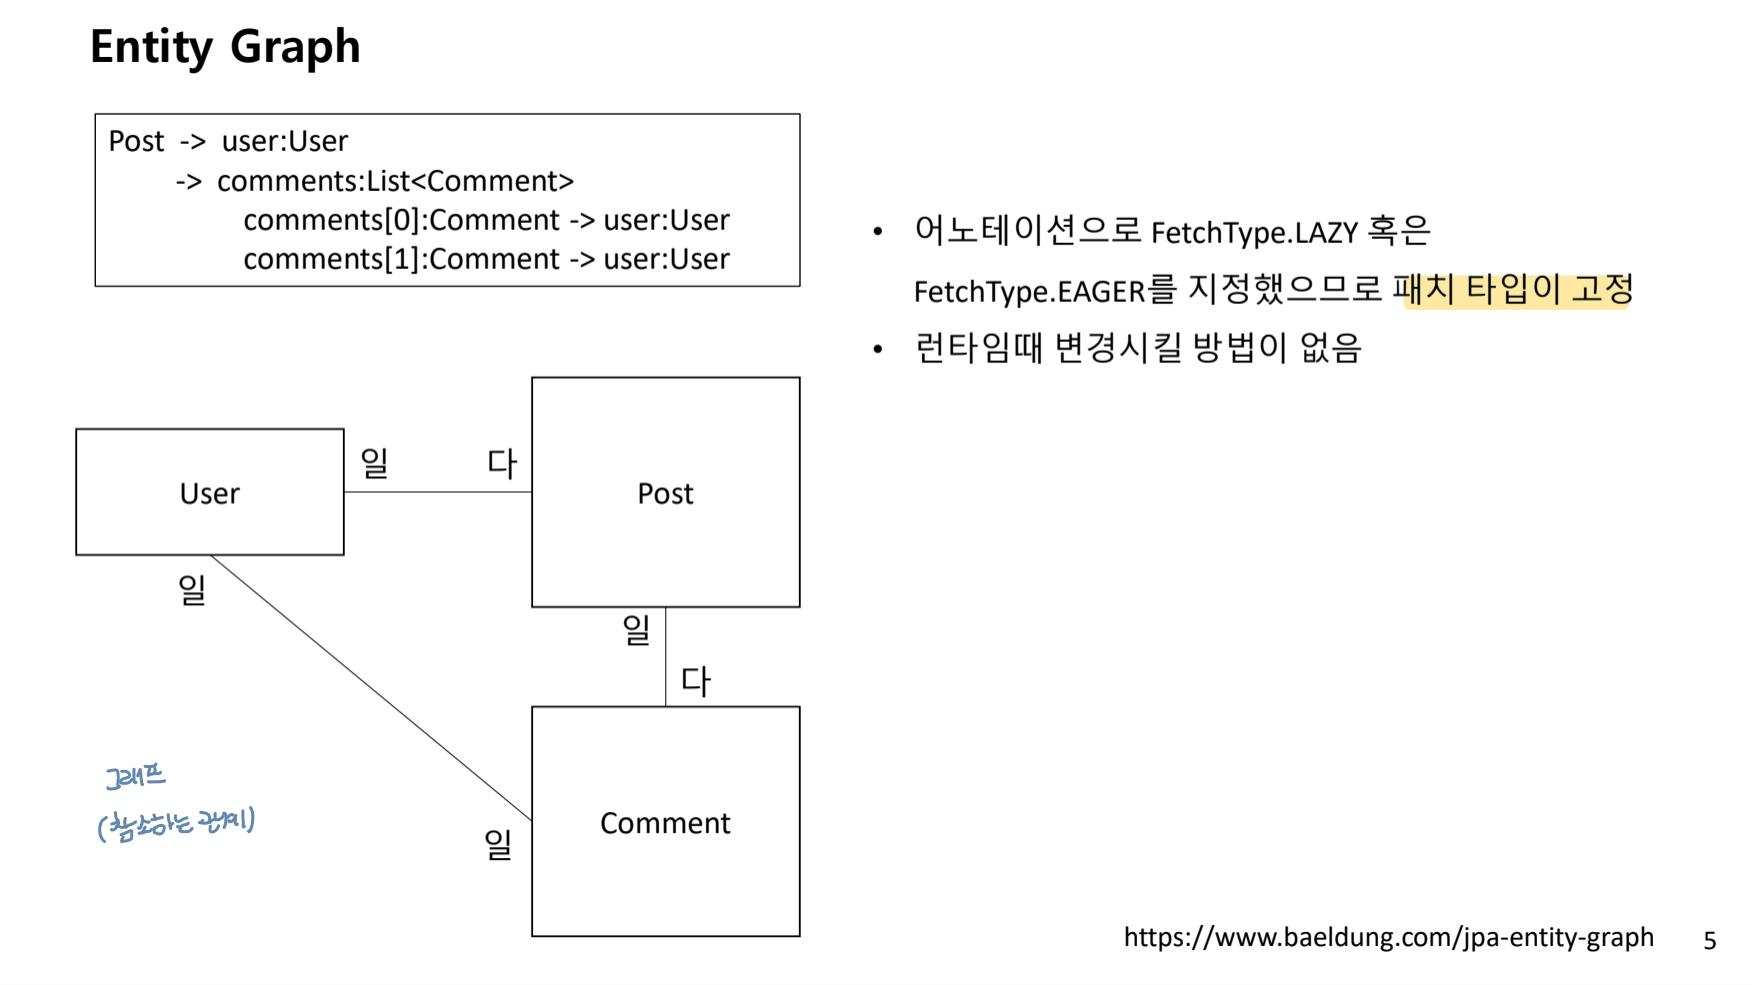 Entity Graph
Post -> user:User
-> comments:List<Comment>
comments[0]:Comment -> user:User
comments[1]:Comment -> user:User
• 어노테이션으로 FetchType.LAZY 혹은
FetchType.EAGER를 지정했으므로 패치 타입이 고정
• 런타임때 변경시킬 방법이 없음
User
일
다
Post
일
일
다
그래프
(참조하는 관계)
일
Comment
https://www.baeldung.com/jpa-entity-graph
5